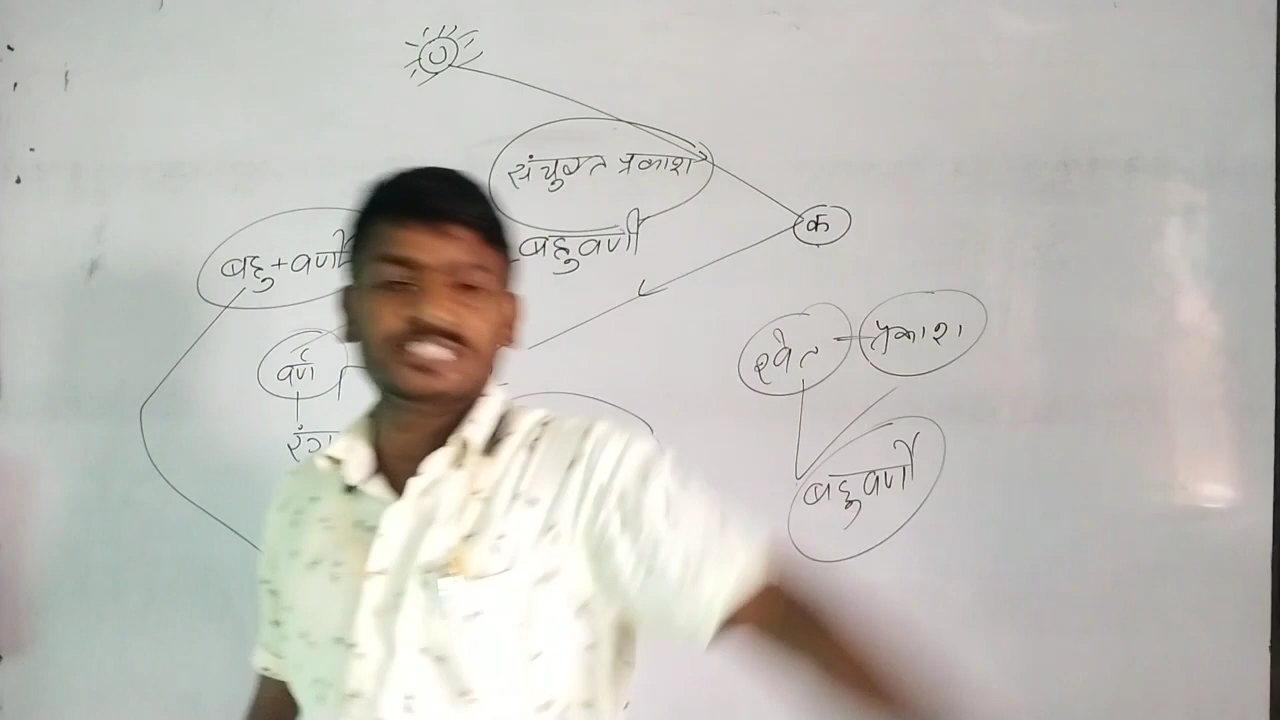 संयुक्त प्रकाश
क
बहु+वर्णी
बहुवर्णी
श्वेत
प्रकाश
वर्ण
रंग
बहुवर्णी